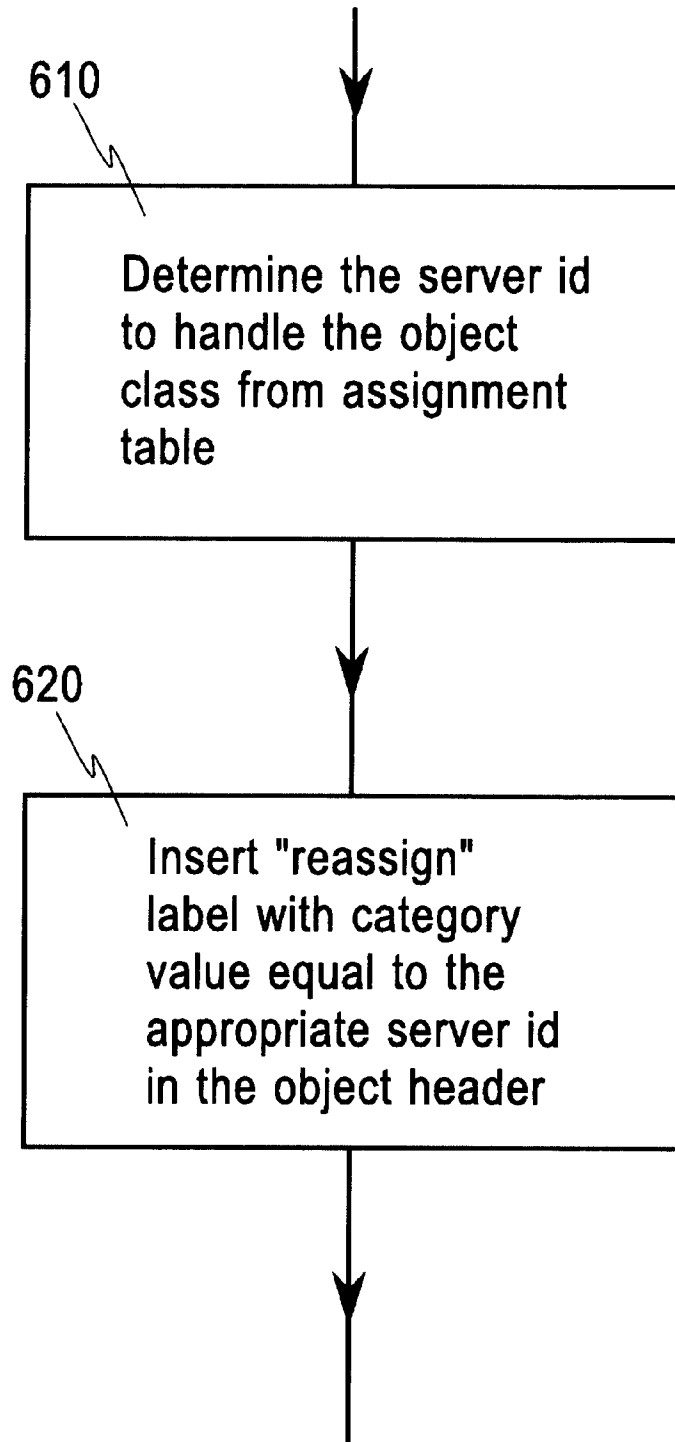 610
Determine the server id
to handle the object
class from assignment
table
620
Insert "reassign"
label with category
value equal to the
appropriate server id
in the object header